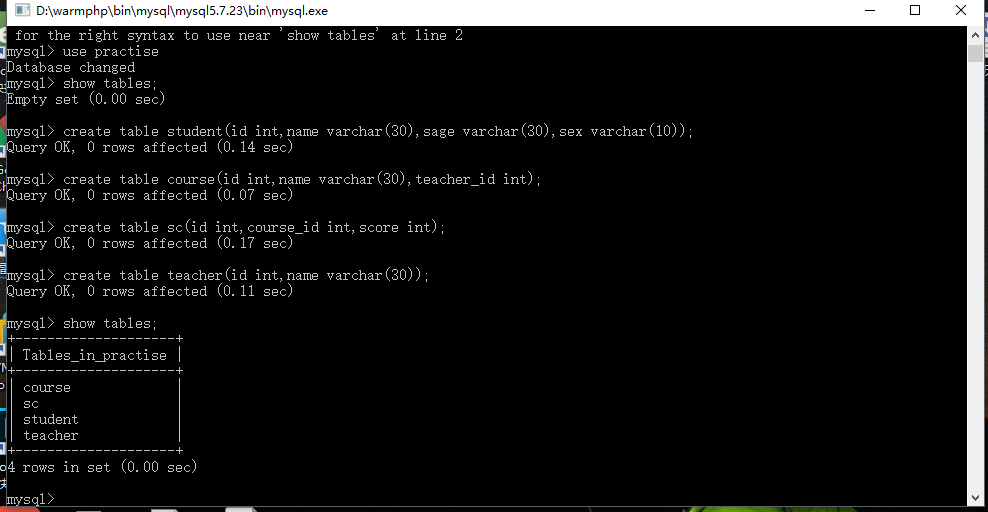 D:\warmphp\bin\mysql\mysql5.7.23\bin\mysql.exe
for the right syntax to use near 'show tables' at line 2
mysql> use practise
Database changed
mysql> show tables;
Empty set (0.00 sec)
mysql> create table student(id int,name varchar(30),sage varchar(30),sex varchar(10));
Query OK, 0 rows affected (0.14 sec)
mysql> create table course(id int,name varchar(30),teacher_id int);
Query OK, 0 rows affected (0.07 sec)
mysql> create table sc(id int,course_id int,score int);
Query OK, 0 rows affected (0.17 sec)
mysql> create table teacher(id int,name varchar(30));
Query OK, 0 rows affected (0.11 sec)
mysql> show tables;
+--------------------+
| Tables_in_practise |
+--------------------+
| course             |
| sc                 |
| student            |
| teacher            |
+--------------------+
4 rows in set (0.00 sec)
mysql>